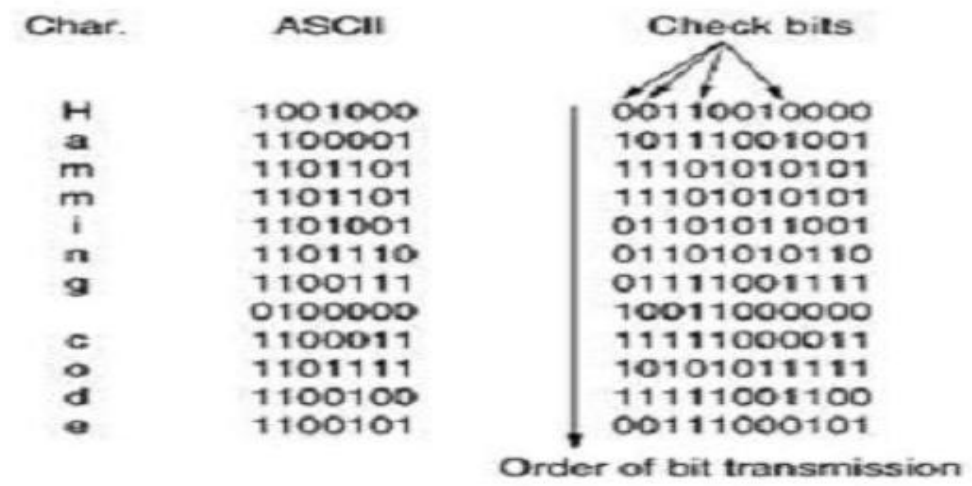 Char. ASCII Check bits
H 1001000 00110010000
a 1100001 10111001001
m 1101101 11101010101
m 1101101 11101010101
i 1101001 01101011001
n 1101110 01101010110
g 1100111 01111001111
0100000 10011000000
c 1100011 11111000011
o 1101111 10101011111
d 1100100 11111001100
e 1100101 00111000101
Order of bit transmission